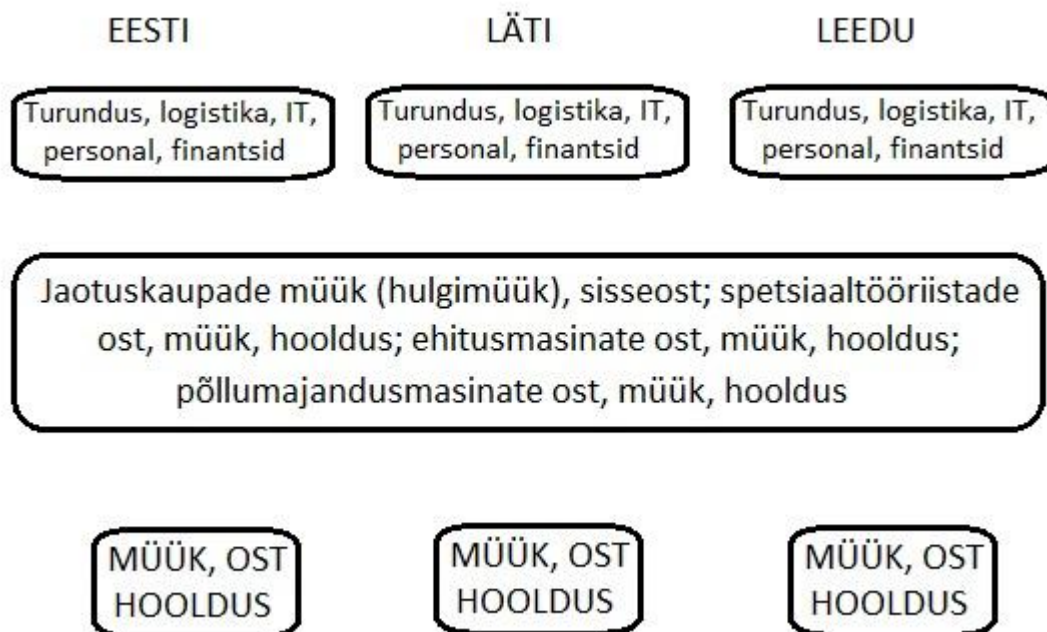 EESTI
LÄTI
LEEDU
Turundus, logistika, IT,
personal, finantsid
Turundus, logistika, IT,
personal, finantsid
Turundus, logistika, IT,
personal, finantsid
Jaotuskaupade müük (hulgimüük), sisseost; spetsiaaltööriistade
ost, müük, hooldus; ehitusmasinate ost, müük, hooldus;
põllumajandusmasinate ost, müük, hooldus
MÜÜK, OST
HOOLDUS
MÜÜK, OST
HOOLDUS
MÜÜK, OST
HOOLDUS